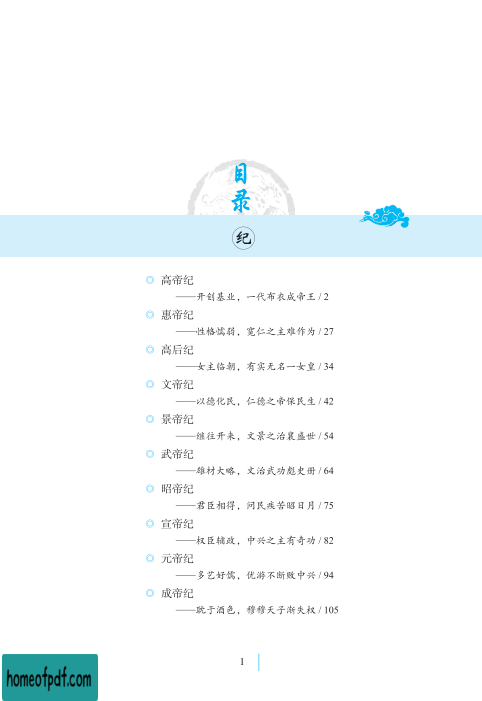 目录
纪
高帝纪
——开创基业，一代布衣成帝王 / 2
惠帝纪
——性格懦弱，宽仁之主难作为 / 27
高后纪
——女主临朝，有实无名一女皇 / 34
文帝纪
——以德化民，仁德之帝保民生 / 42
景帝纪
——继往开来，文景之治襄盛世 / 54
武帝纪
——雄材大略，文治武功彪史册 / 64
昭帝纪
——君臣相得，问民疾苦昭日月 / 75
宣帝纪
——权臣辅政，中兴之主有奇功 / 82
元帝纪
——多艺好儒，优游不断败中兴 / 94
成帝纪
——耽于酒色，穆穆天子渐失权 / 105
1
homeofpdf.com